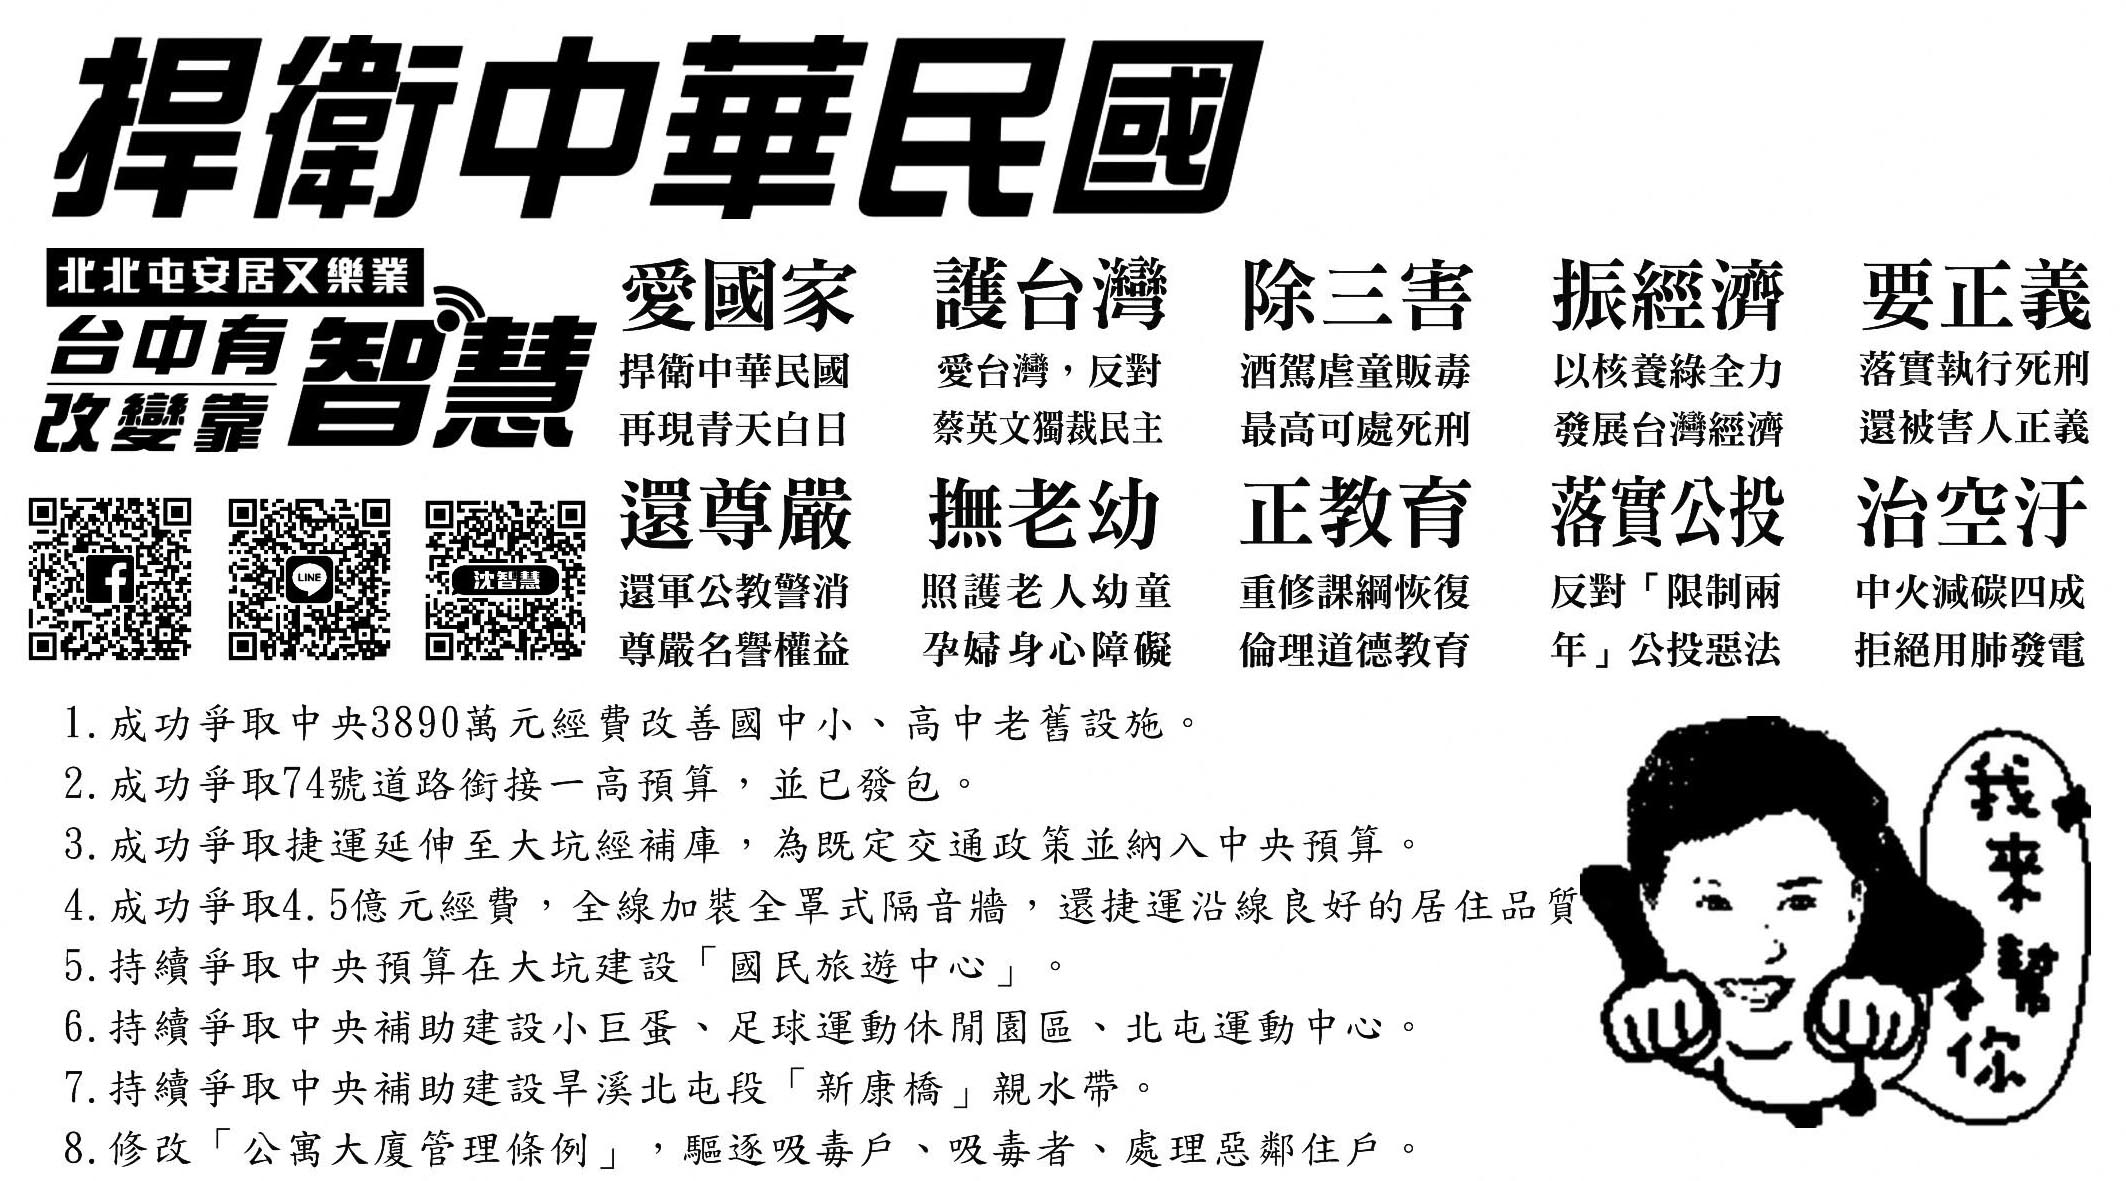 捍衛中華民國
北北屯安居又樂業
台中有
改變靠
智慧
愛國家
捍衛中華民國
再現青天白日
護台灣
愛台灣，反對
蔡英文獨裁民主
除三害
酒駕虐童販毒
最高可處死刑
振經濟
以核養綠全力
發展台灣經濟
要正義
落實執行死刑
還被害人正義
LINE
沈智慧
還尊嚴
還軍公教警消
尊嚴名譽權益
撫老幼
照護老人幼童
孕婦身心障礙
正教育
重修課綱恢復
倫理道德教育
落實公投
反對「限制兩
年」公投惡法
治空汙
中火減碳四成
拒絕用肺發電
1.成功爭取中央3890萬元經費改善國中小、高中老舊設施。
2.成功爭取74號道路銜接一高預算，並已發包。
3.成功爭取捷運延伸至大坑經補庫，為既定交通政策並納入中央預算。
4.成功爭取4.5億元經費，全線加裝全罩式隔音牆，還捷運沿線良好的居住品質
5.持續爭取中央預算在大坑建設「國民旅遊中心」。
6.持續爭取中央補助建設小巨蛋、足球運動休閒園區、北屯運動中心。
7.持續爭取中央補助建設旱溪北屯段「新康橋」親水帶。
8.修改「公寓大廈管理條例」，驅逐吸毒戶、吸毒者、處理惡鄰住戶。
我來幫你